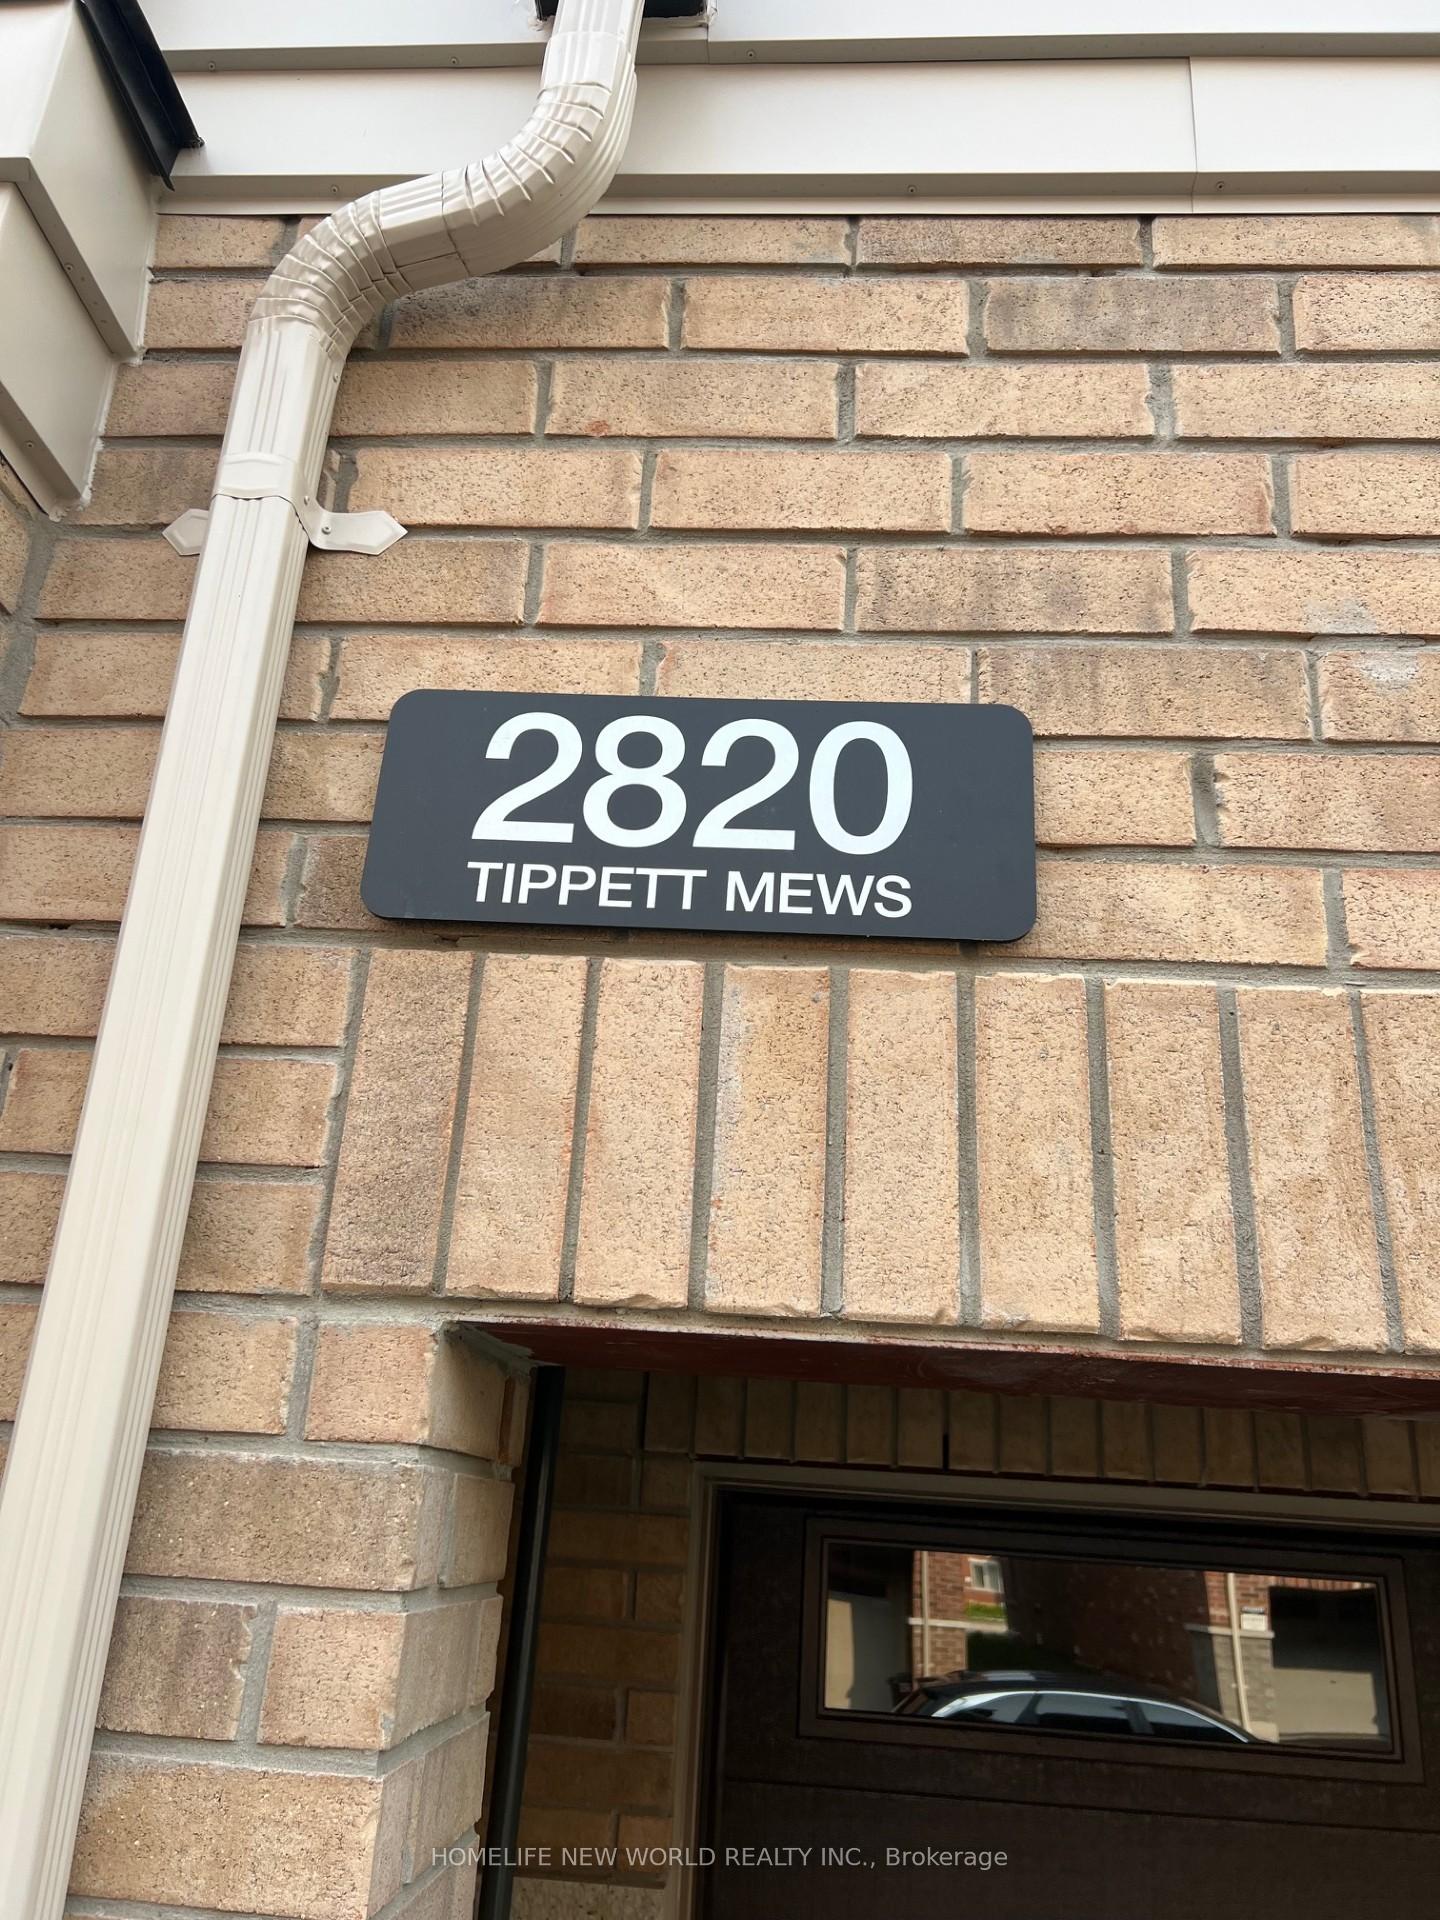 2820
TIPPETT MEWS
HOMELIFE NEW WORLD REALTY INC., Brokerage